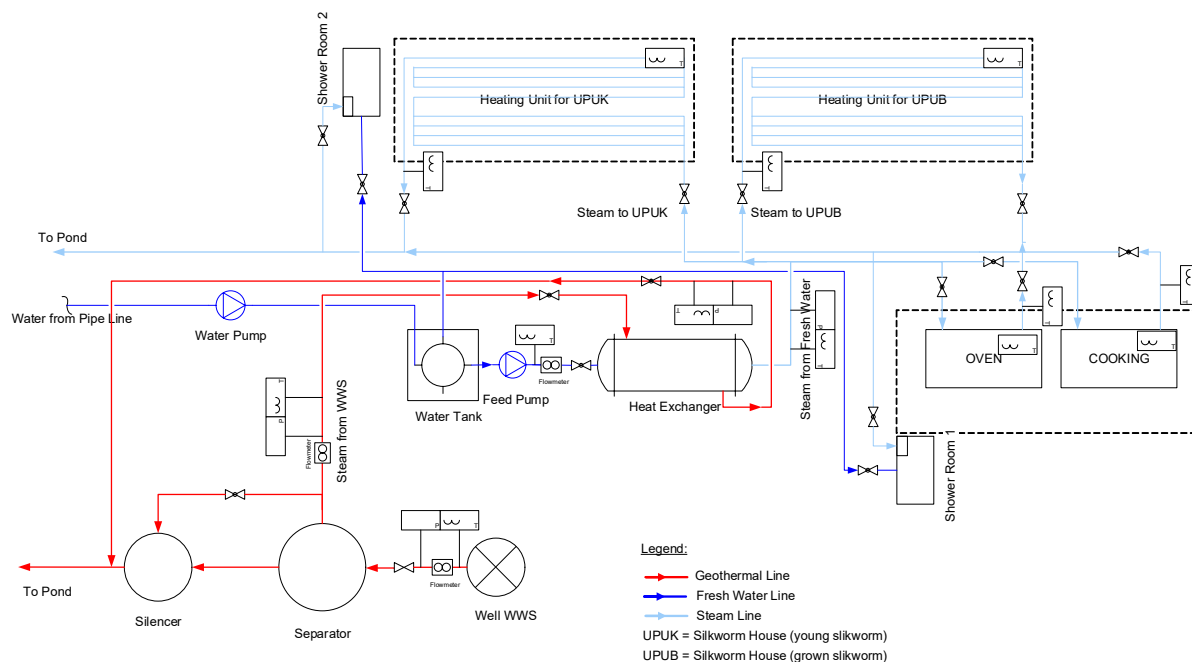 Shower Room 2
Heating Unit for UPUK
T
T
Heating Unit for UPUB
T
T
Steam to UPUK
Steam to UPUB
To Pond
Water from Pipe Line
Water Pump
Water Tank
Feed Pump
T
Flowmeter
Heat Exchanger
T
P
Steam from Fresh Water
P
T
OVEN
T
T
COOKING
T
T
Shower Room 1
T
P
Flowmeter
Steam from WWS
To Pond
Silencer
Separator
P
T
Flowmeter
Well WWS
Legend:
Geothermal Line
Fresh Water Line
Steam Line
UPUK = Silkworm House (young slikworm)
UPUB = Silkworm House (grown slikworm)